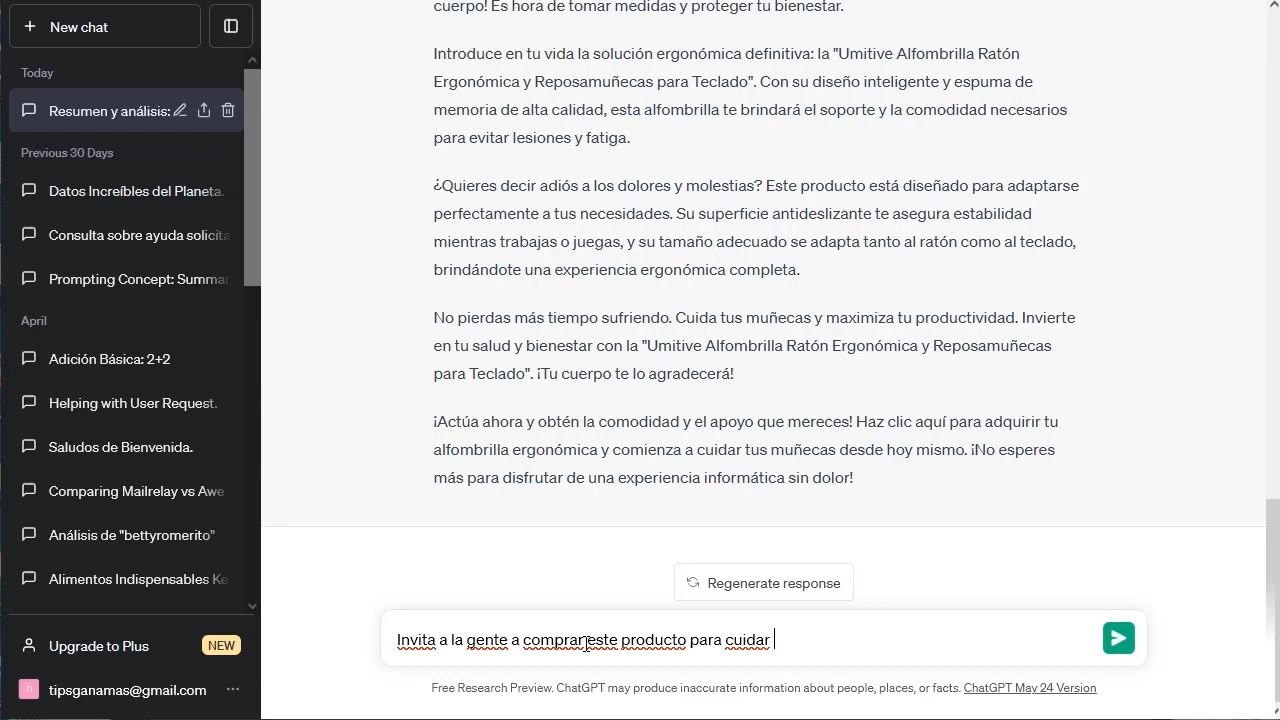 New chat
Today
Resumen y análisis:
Previous 30 Days
Datos Increíbles del Planeta.
Consulta sobre ayuda solicita
Prompting Concept: Summar
April
Adición Básica: 2+2
Helping with User Request.
Saludos de Bienvenida.
Comparing Mailrelay vs Awe
Análisis de "bettyromerito"
Alimentos Indispensables Ke
Upgrade to Plus NEW
TI tipsganamas@gmail.com
cuerpo! Es hora de tomar medidas y proteger tu bienestar.
Introduce en tu vida la solución ergonómica definitiva: la "Umitive Alfombrilla Ratón
Ergonómica y Reposamuñecas para Teclado". Con su diseño inteligente y espuma de
memoria de alta calidad, esta alfombrilla te brindará el soporte y la comodidad necesarios
para evitar lesiones y fatiga.
¿Quieres decir adiós a los dolores y molestias? Este producto está diseñado para adaptarse
perfectamente a tus necesidades. Su superficie antideslizante te asegura estabilidad
mientras trabajas o juegas, y su tamaño adecuado se adapta tanto al ratón como al teclado,
brindándote una experiencia ergonómica completa.
No pierdas más tiempo sufriendo. Cuida tus muñecas y maximiza tu productividad. Invierte
en tu salud y bienestar con la "Umitive Alfombrilla Ratón Ergonómica y Reposamuñecas
para Teclado". ¡Tu cuerpo te lo agradecerá!
¡Actúa ahora y obtén la comodidad y el apoyo que mereces! Haz clic aquí para adquirir tu
alfombrilla ergonómica y comienza a cuidar tus muñecas desde hoy mismo. ¡No esperes
más para disfrutar de una experiencia informática sin dolor!
Regenerate response
Invita a la gente a comprar este producto para cuidar
Free Research Preview. ChatGPT may produce inaccurate information about people, places, or facts. ChatGPT May 24 Version